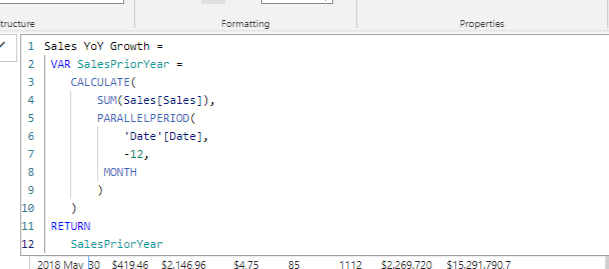 tructure Formatting Properties
1 Sales YoY Growth =
2 VAR SalesPriorYear =
3 CALCULATE(
4 SUM(Sales[Sales]),
5 PARALLELPERIOD(
6 'Date'[Date],
7 -12,
8 MONTH
9 )
10 )
11 RETURN
12 SalesPriorYear
2018 May 30 $419.46 $2,146.96 $4.75 85 1112 $2,269,720 $15,291,790.7